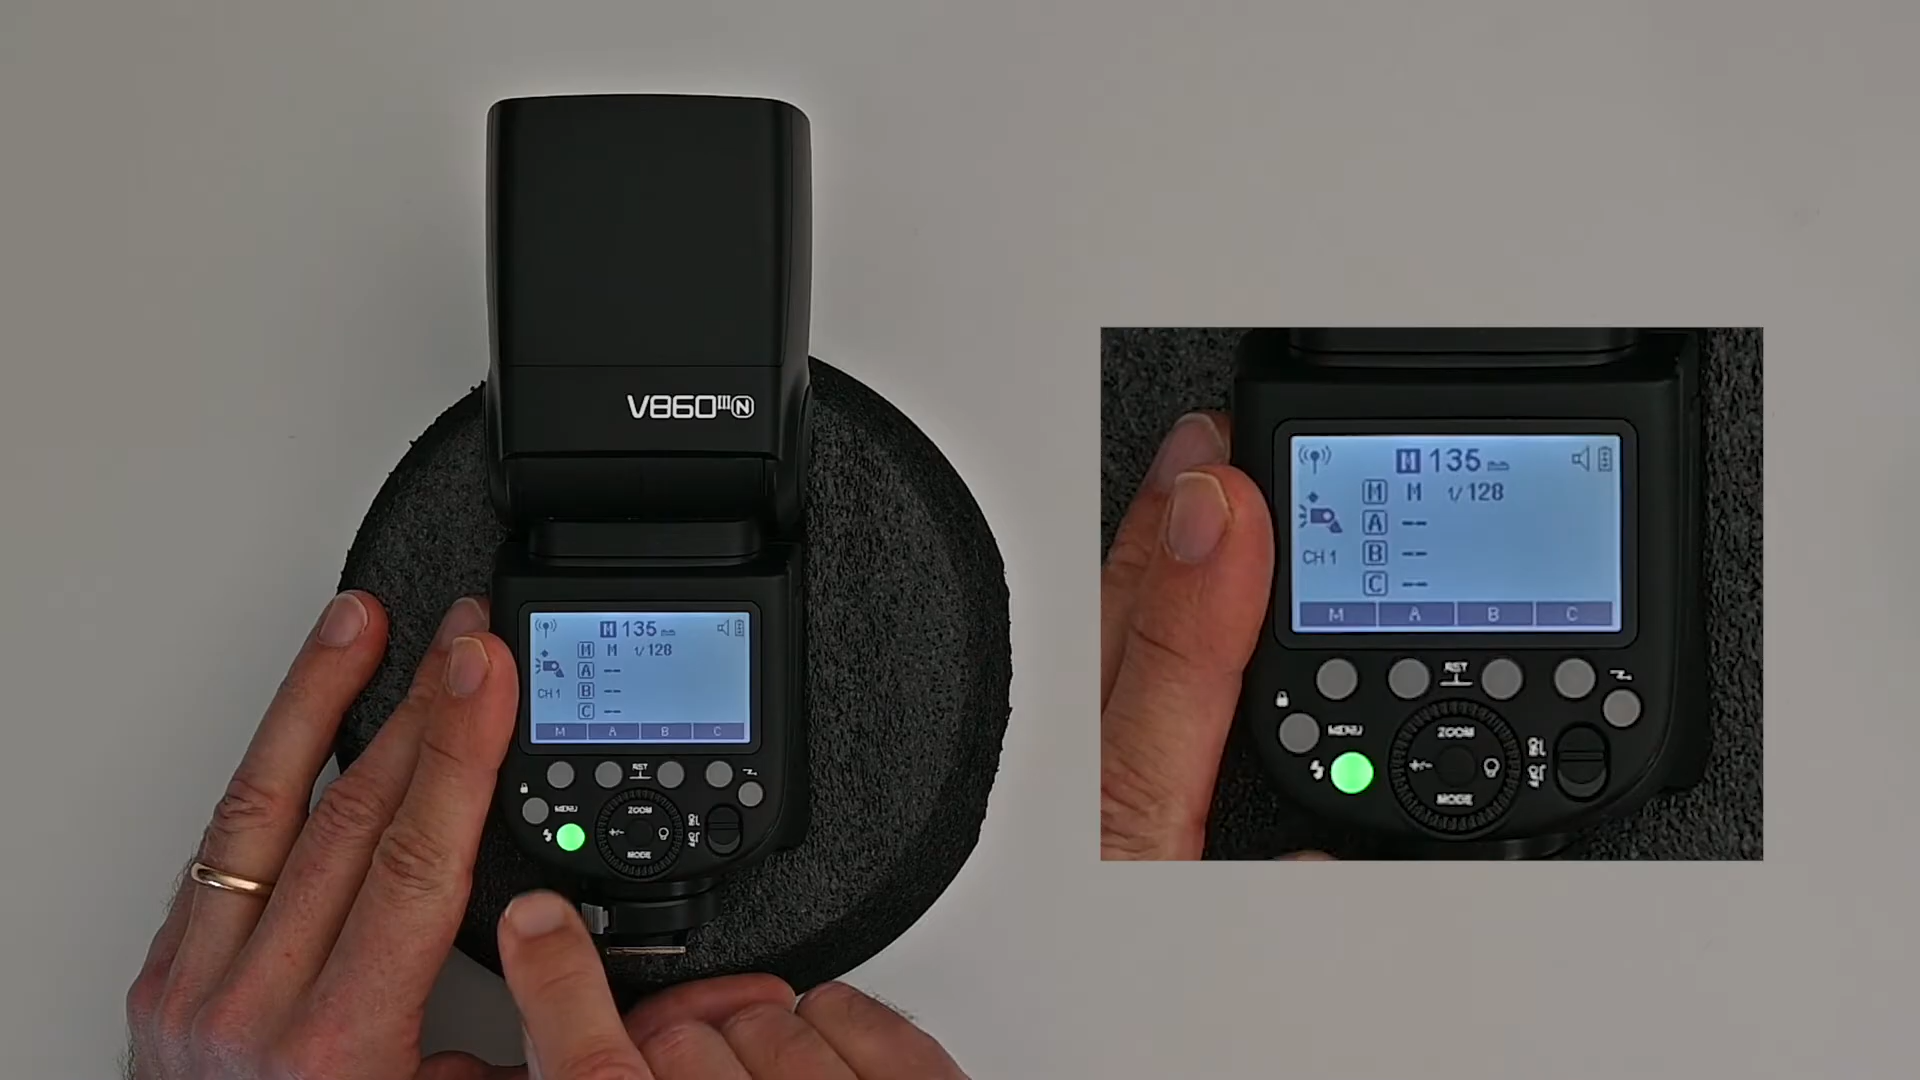 V860III N
M 135 mm
M M 1/128
A --
CH 1 B --
C --
M A B C
RST
MENU
ZOOM
+/-
MODE
M 135 mm
M M 1/128
A --
CH 1 B --
C --
M A B C
RST
MENU
ZOOM
+/-
MODE